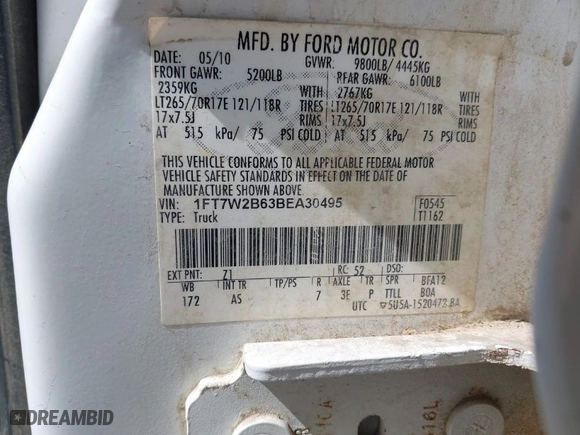 MFD. BY FORD MOTOR CO.
DATE: 05/10 GVWR: 9800LB/ 4445KG
FRONT GAWR: 5200LB REAR GAWR: 6100LB
2359KG WITH 2767KG WITH
LT265/70R17E 121/118R TIRES LT265/70R17E 121/118R TIRES
17x7.5J RIMS 17x7.5J RIMS
AT 515 kPa/ 75 PSI COLD AT 515 kPa/ 75 PSI COLD
THIS VEHICLE CONFORMS TO ALL APPLICABLE FEDERAL MOTOR
VEHICLE SAFETY STANDARDS IN EFFECT ON THE DATE OF
MANUFACTURE SHOWN ABOVE.
VIN: 1FT7W2B63BEA30495 F0545
TYPE: Truck T1162
EXT PNT: Z1 RC: 52 DSO:
WB INT TR TP/PS R AXLE TR SPR BFA12
172 AS 7 3E P TTLL BOA
UTC ▽5U5A-1520472-BA
DREAMBID